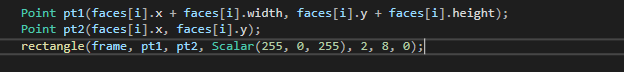 Point pt1(faces[i].x + faces[i].width, faces[i].y + faces[i].height);
Point pt2(faces[i].x, faces[i].y);
rectangle(frame, pt1, pt2, Scalar(255, 0, 255), 2, 8, 0);